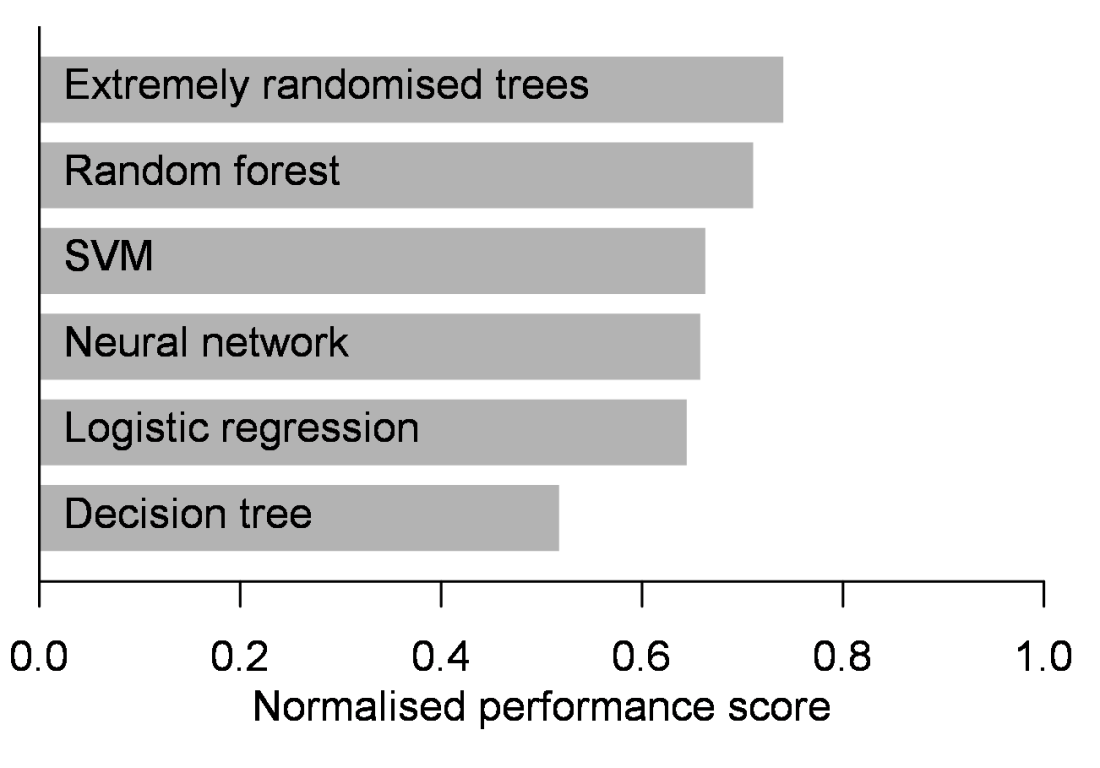 Extremely randomised trees
Random forest
SVM
Neural network
Logistic regression
Decision tree
0.0 0.2 0.4 0.6 0.8 1.0
Normalised performance score